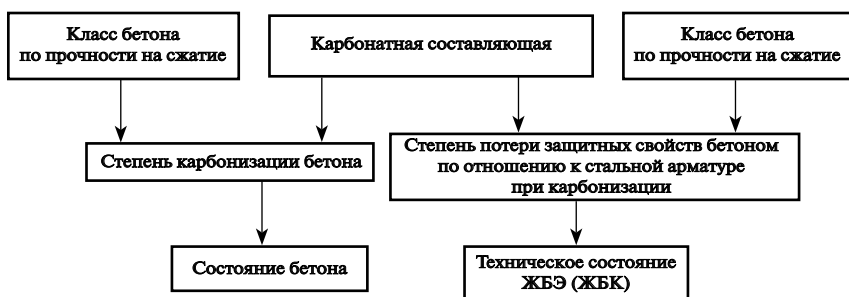 Класс бетона
по прочности на сжатие
Карбонатная составляющая
Класс бетона
по прочности на сжатие
Степень карбонизации бетона
Степень потери защитных свойств бетоном
по отношению к стальной арматуре
при карбонизации
Состояние бетона
Техническое состояние
ЖБЭ (ЖБК)